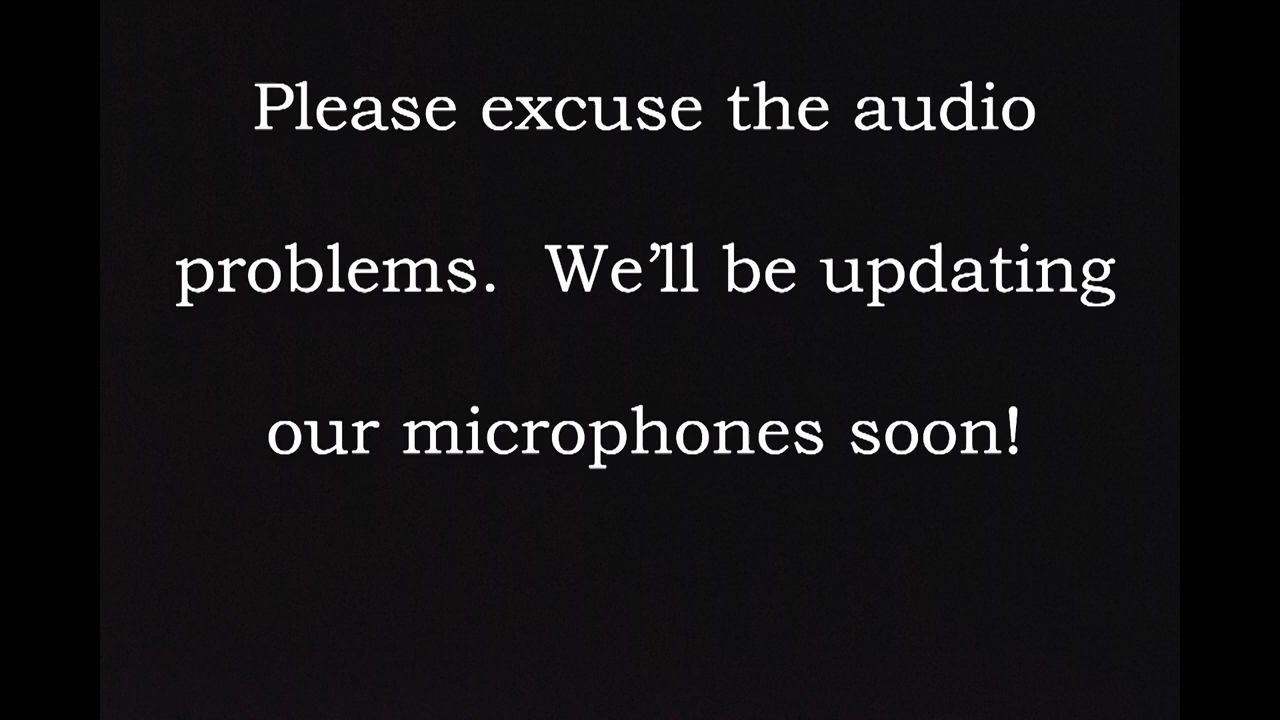 Please excuse the audio
problems.  We’ll be updating
our microphones soon!